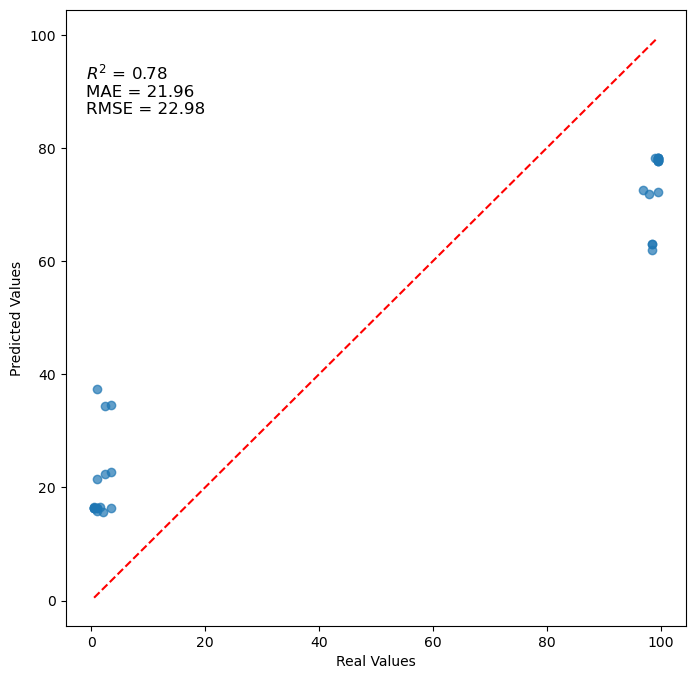 100
R² = 0.78
MAE = 21.96
RMSE = 22.98
80
60
40
20
0
Predicted Values
0 20 40 60 80 100
Real Values